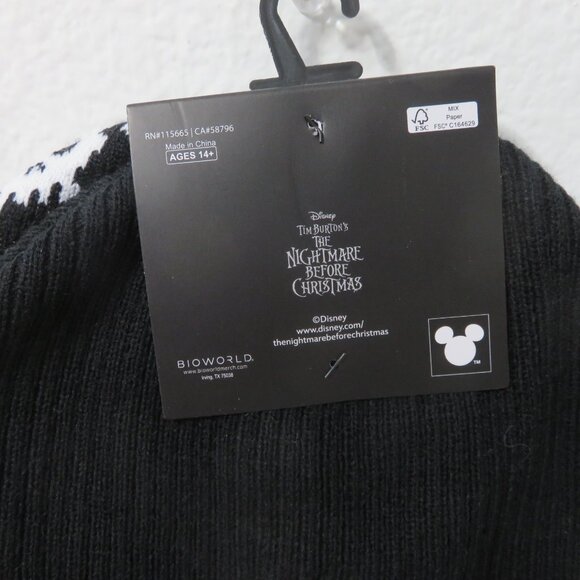 RN#115665 | CA#58796
Made in China
AGES 14+
FSC
MIX
Paper
FSC® C164629
Disney
TIM BURTON'S
THE
NIGHTMARE
BEFORE
CHRISTMAS
©Disney
www.disney.com/
thenightmarebeforechristmas
BIOWORLD®
www.bioworldmerch.com
Irving, TX 75038
TM